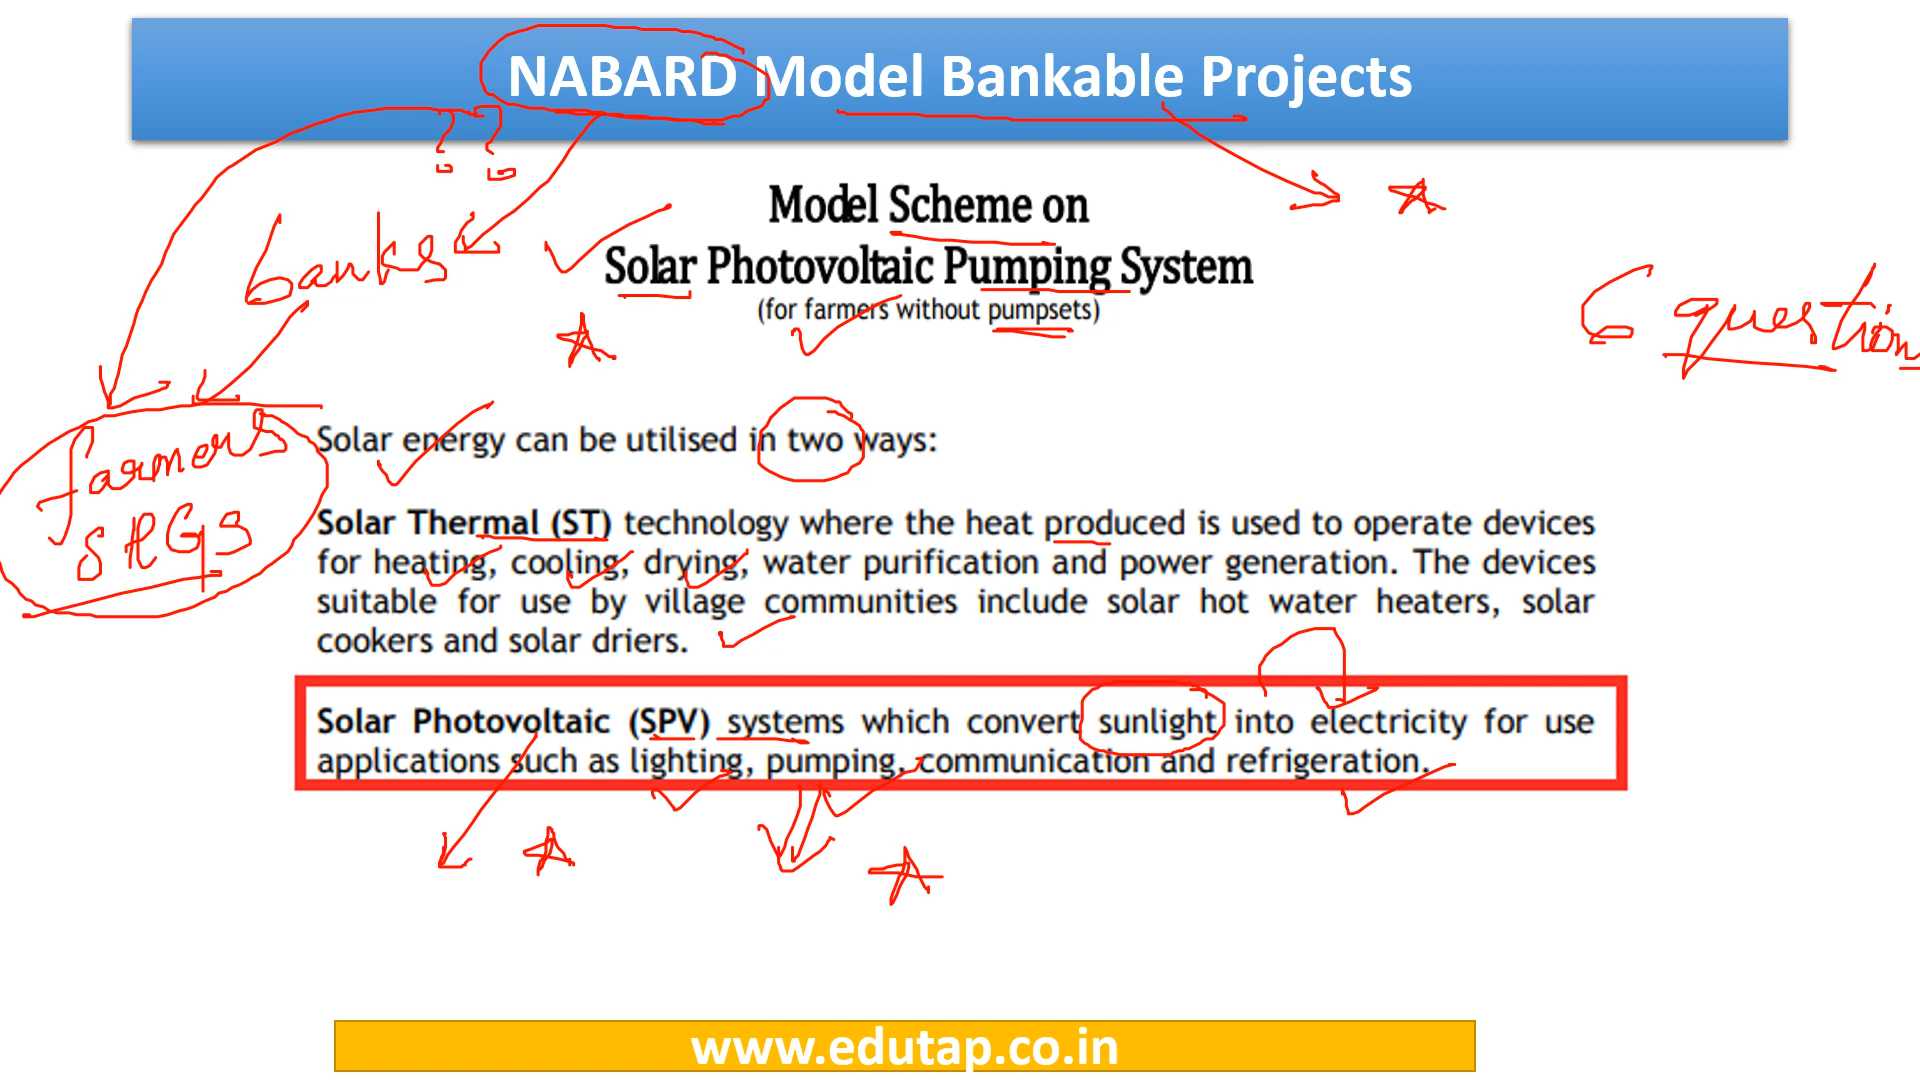 NABARD Model Bankable Projects
? ?
banks
Model Scheme on
Solar Photovoltaic Pumping System
(for farmers without pumpsets)
6 question
farmers
SHGs
Solar energy can be utilised in two ways:
Solar Thermal (ST) technology where the heat produced is used to operate devices
for heating, cooling, drying, water purification and power generation. The devices
suitable for use by village communities include solar hot water heaters, solar
cookers and solar driers.
Solar Photovoltaic (SPV) systems which convert sunlight into electricity for use
applications such as lighting, pumping, communication and refrigeration.
www.edutap.co.in